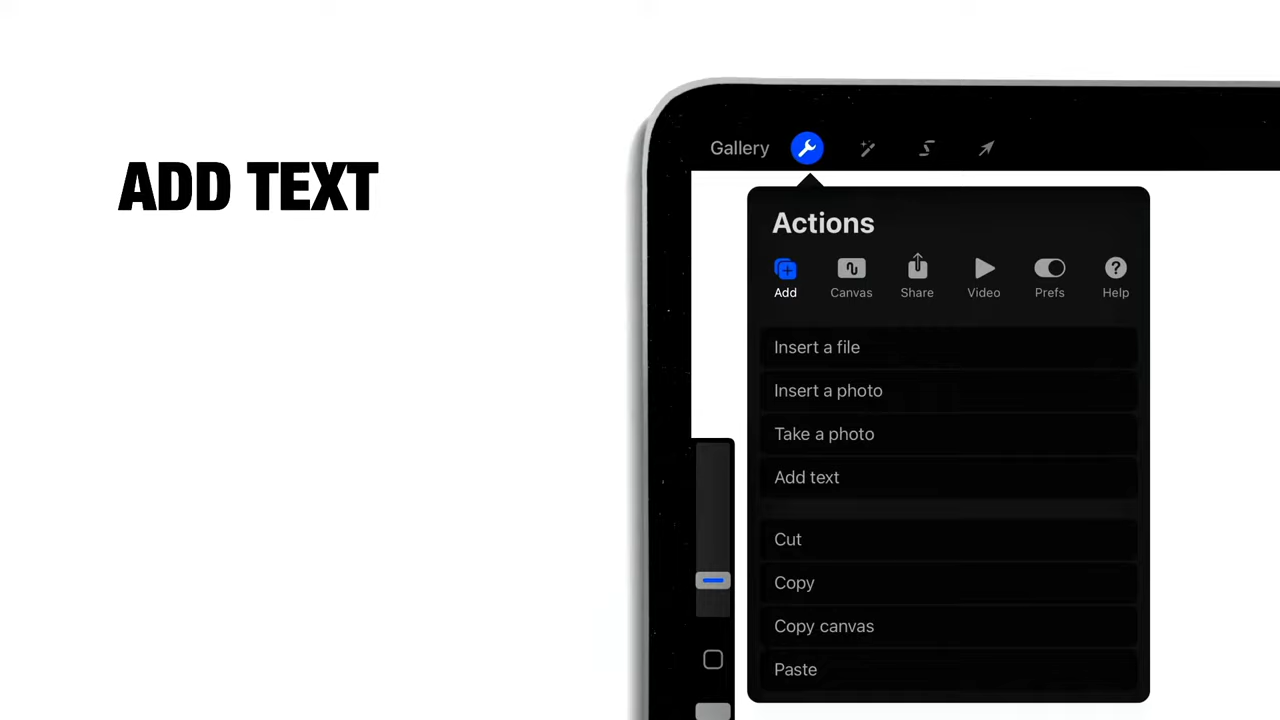 ADD TEXT
Gallery
Actions
Add Canvas Share Video Prefs Help
Insert a file
Insert a photo
Take a photo
Add text
Cut
Copy
Copy canvas
Paste